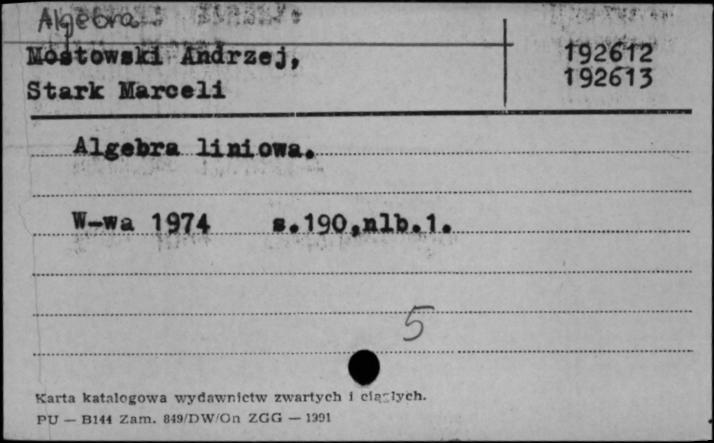 Algebra
Mostowski Andrzej, 192612
Stark Marceli 192613
Algebra liniowa.
W-wa 1974 s.190,nlb.1.
5
Karta katalogowa wydawnictw zwartych i ciągłych.
PU — B144 Zam. 849/DW/On ZGG — 1391